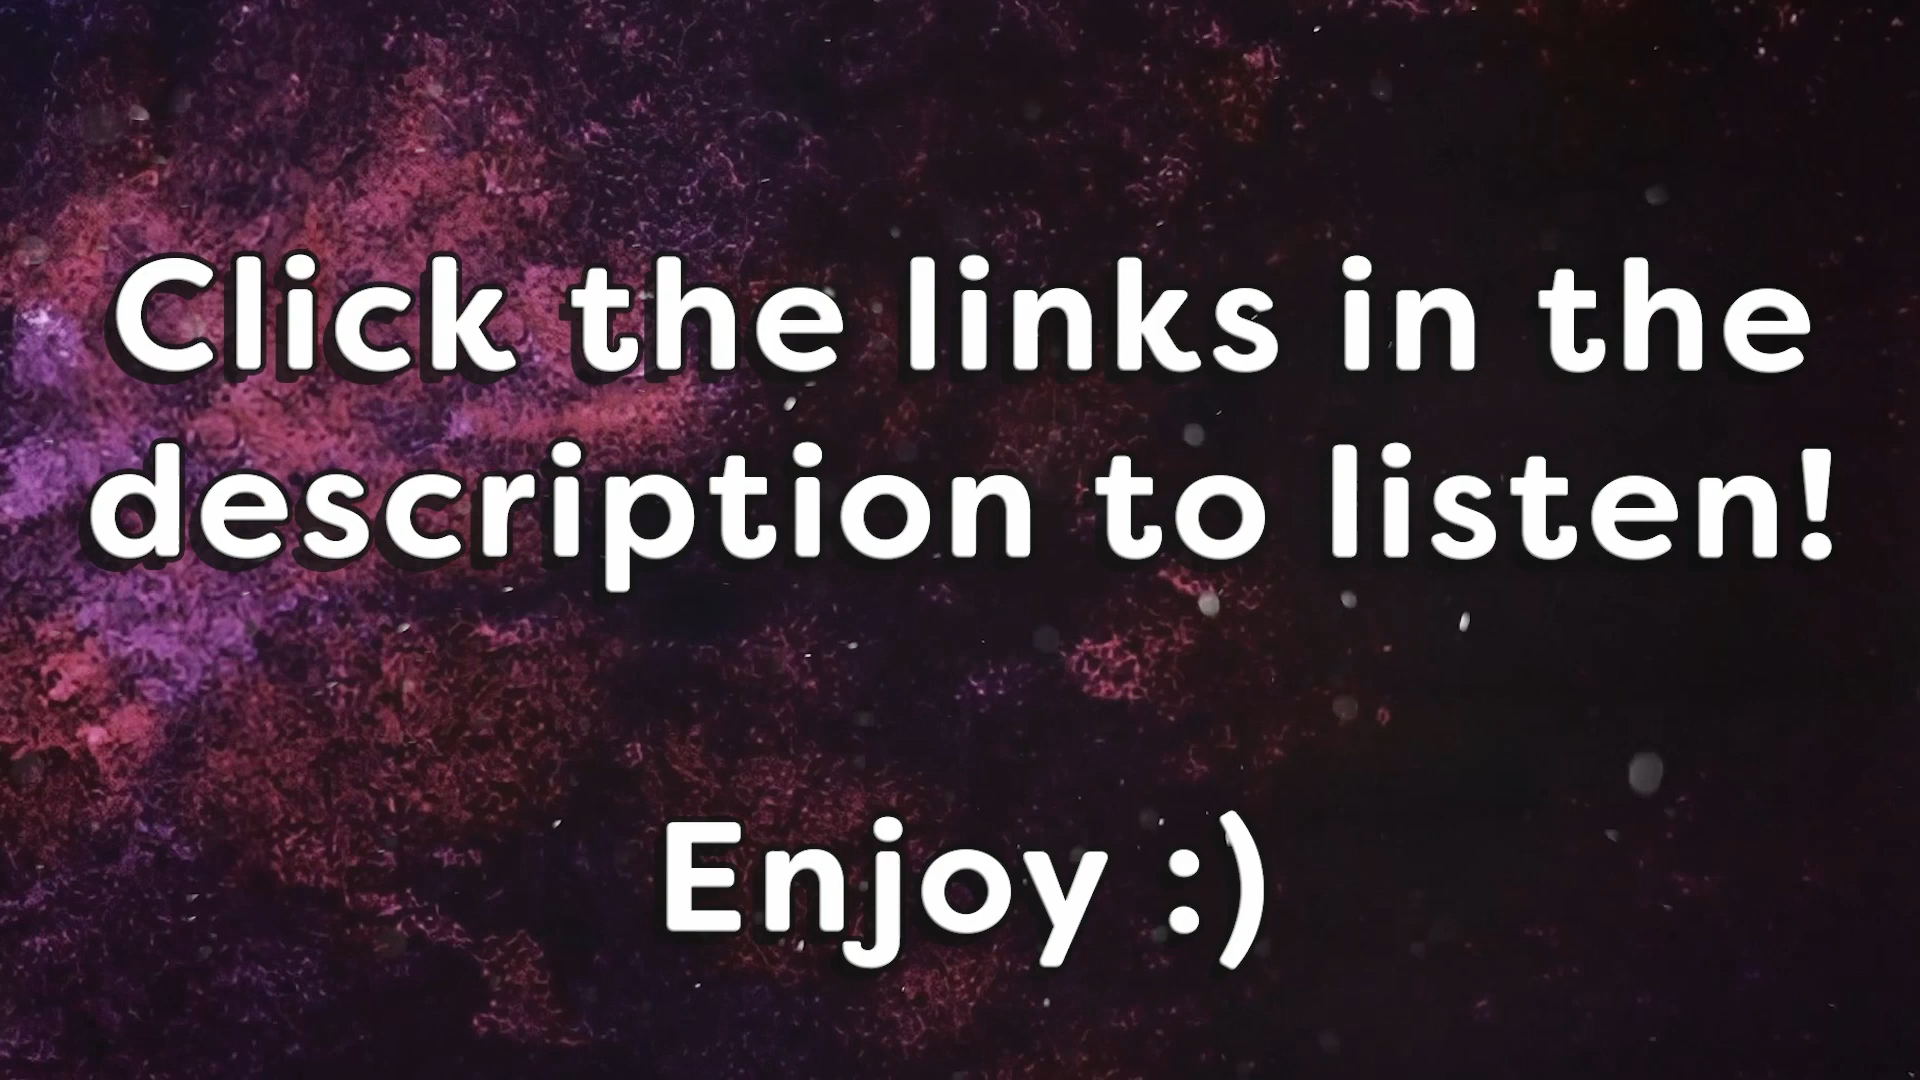 Click the links in the
description to listen!
Enjoy :)